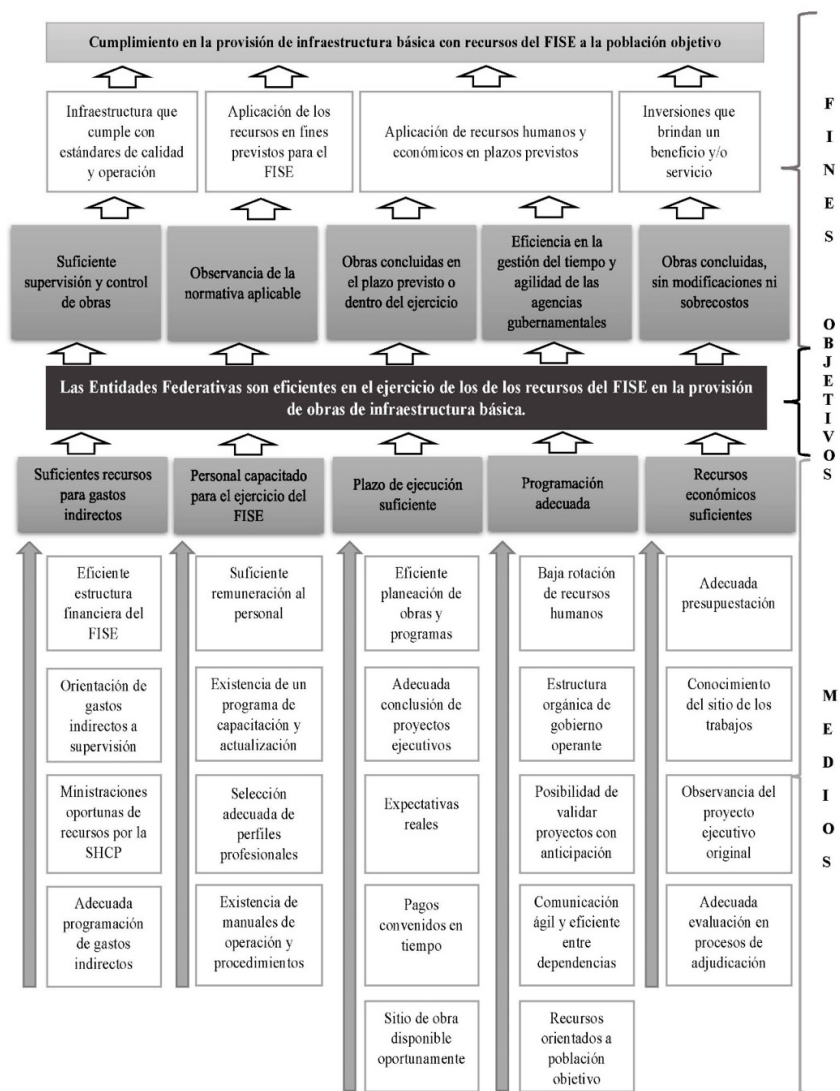 Cumplimiento en la provisión de infraestructura básica con recursos del FISE a la población objetivo
Infraestructura que
cumple con
estándares de calidad
y operación
Aplicación de los
recursos en fines
previstos para el
FISE
Aplicación de recursos humanos y
económicos en plazos previstos
Inversiones que
brindan un
beneficio y/o
servicio
Suficiente
supervisión y control
de obras
Observancia de la
normativa aplicable
Obras concluidas en
el plazo previsto o
dentro del ejercicio
Eficiencia en la
gestión del tiempo y
agilidad de las
agencias
gubernamentales
Obras concluidas,
sin modificaciones ni
sobrecostos
Las Entidades Federativas son eficientes en el ejercicio de los de los recursos del FISE en la provisión
de obras de infraestructura básica.
Suficientes recursos
para gastos
indirectos
Personal capacitado
para el ejercicio del
FISE
Plazo de ejecución
suficiente
Programación
adecuada
Recursos
económicos
suficientes
Eficiente
estructura
financiera del
FISE
Orientación de
gastos
indirectos a
supervisión
Ministraciones
oportunas de
recursos por la
SHCP
Adecuada
programación
de gastos
indirectos
Suficiente
remuneración al
personal
Existencia de un
programa de
capacitación y
actualización
Selección
adecuada de
perfiles
profesionales
Existencia de
manuales de
operación y
procedimientos
Eficiente
planeación de
obras y
programas
Adecuada
conclusión de
proyectos
ejecutivos
Expectativas
reales
Pagos
convenidos en
tiempo
Sitio de obra
disponible
oportunamente
Baja rotación
de recursos
humanos
Estructura
orgánica de
gobierno
operante
Posibilidad de
validar
proyectos con
anticipación
Comunicación
ágil y eficiente
entre
dependencias
Recursos
orientados a
población
objetivo
Adecuada
presupuestación
Conocimiento
del sitio de los
trabajos
Observancia del
proyecto
ejecutivo
original
Adecuada
evaluación en
procesos de
adjudicación
FINES
OBJETIVOS
MEDIOS